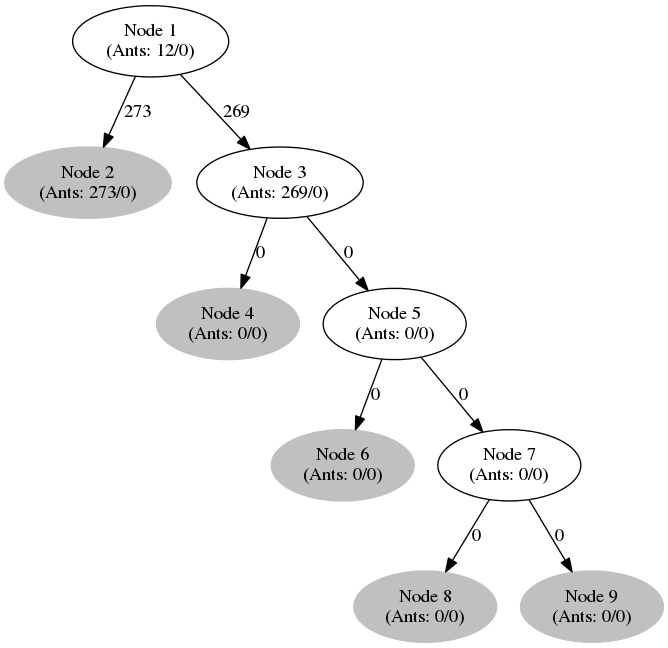 Node 1
(Ants: 12/0)
273
269
Node 2
(Ants: 273/0)
Node 3
(Ants: 269/0)
0
0
Node 4
(Ants: 0/0)
Node 5
(Ants: 0/0)
0
0
Node 6
(Ants: 0/0)
Node 7
(Ants: 0/0)
0
0
Node 8
(Ants: 0/0)
Node 9
(Ants: 0/0)